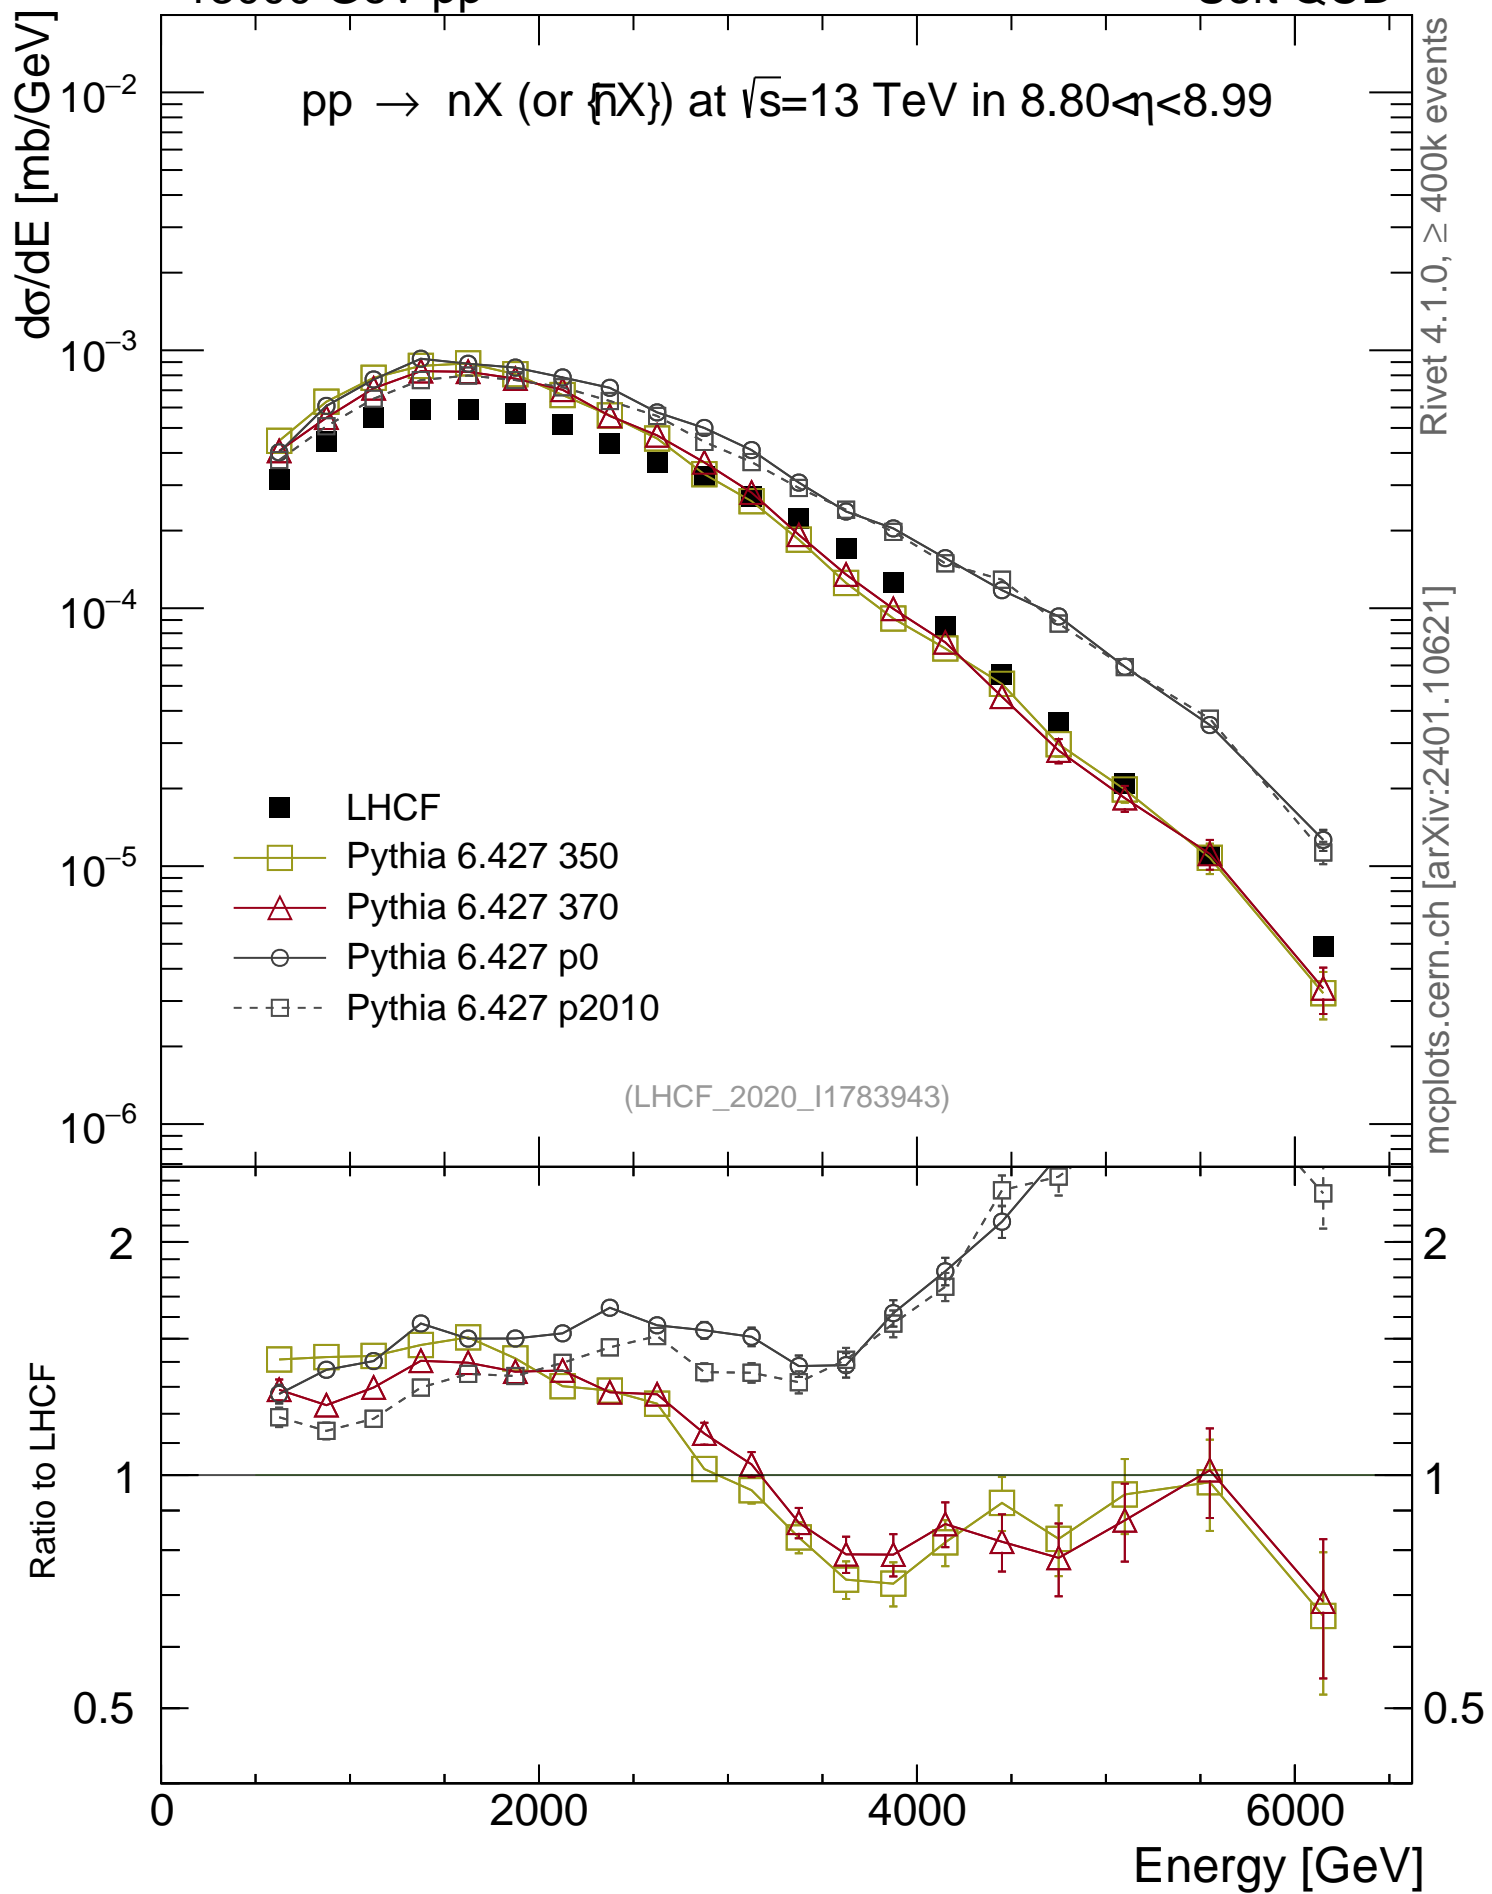 pp → nX (or {n̄X}) at √s=13 TeV in 8.80<η<8.99
dσ/dE [mb/GeV]
10⁻²
10⁻³
10⁻⁴
10⁻⁵
10⁻⁶
LHCF
Pythia 6.427 350
Pythia 6.427 370
Pythia 6.427 p0
Pythia 6.427 p2010
(LHCF_2020_I1783943)
Rivet 4.1.0, ≥ 400k events
mcplots.cern.ch [arXiv:2401.10621]
Ratio to LHCF
2
1
0.5
2
1
0.5
0 2000 4000 6000
Energy [GeV]